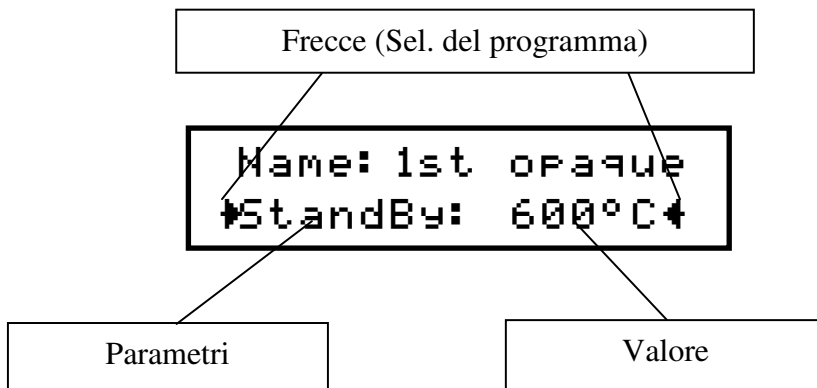 Frecce (Sel. del programma)
Name: 1st opaque
StandBy: 600°C
Parametri
Valore